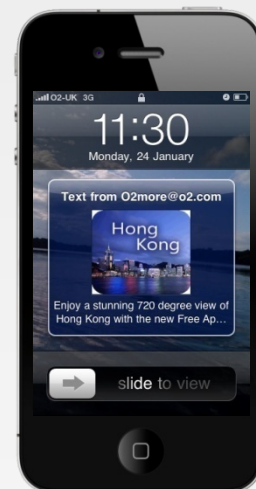 O2-UK 3G
11:30
Monday, 24 January
Text from O2more@o2.com
Hong
Kong
Enjoy a stunning 720 degree view of
Hong Kong with the new Free Ap...
slide to view